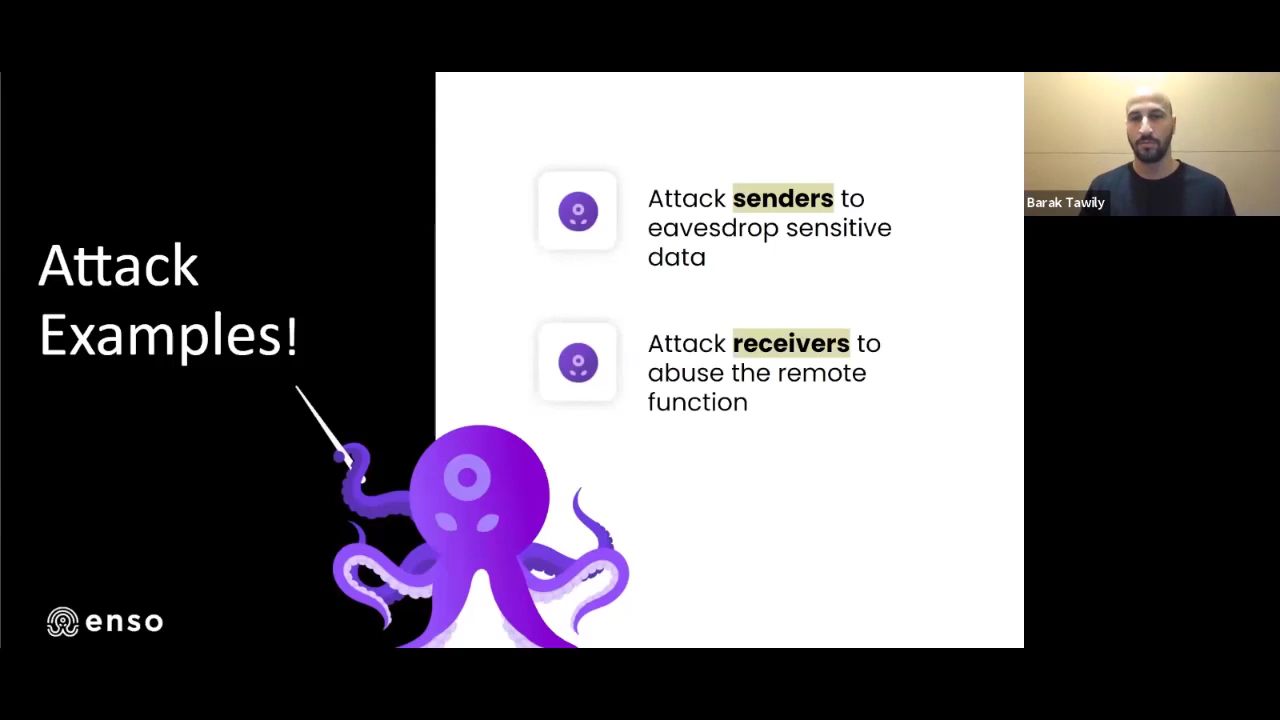 Attack
Examples!
Attack senders to
eavesdrop sensitive
data
Attack receivers to
abuse the remote
function
enso
Barak Tawily